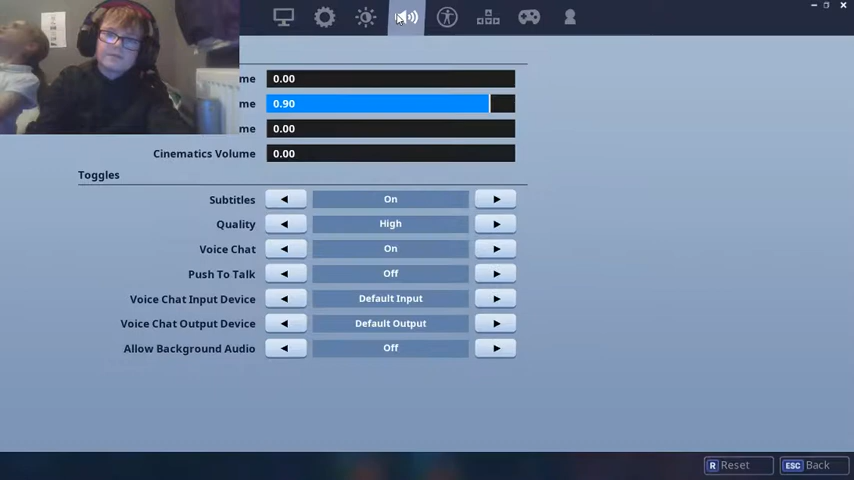 me 0.00
me 0.90
me 0.00
Cinematics Volume 0.00
Toggles
Subtitles On
Quality High
Voice Chat On
Push To Talk Off
Voice Chat Input Device Default Input
Voice Chat Output Device Default Output
Allow Background Audio Off
R Reset ESC Back